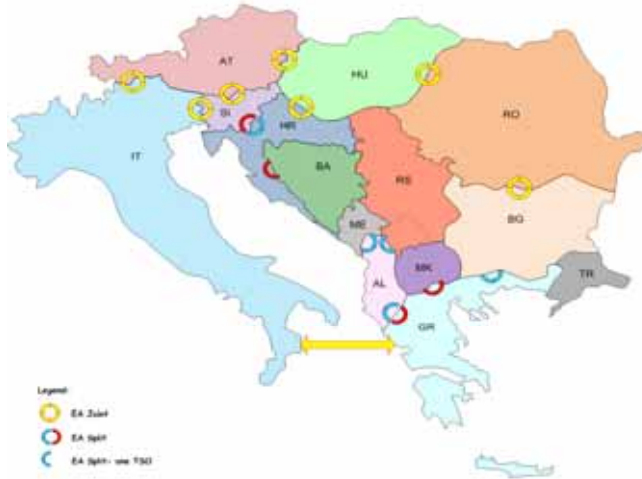 AT
HU
RO
SI
HR
IT
BA
RS
BG
ME
MK
TR
AL
GR
Legend:
EA Joint
EA Split
EA Split- one TSO